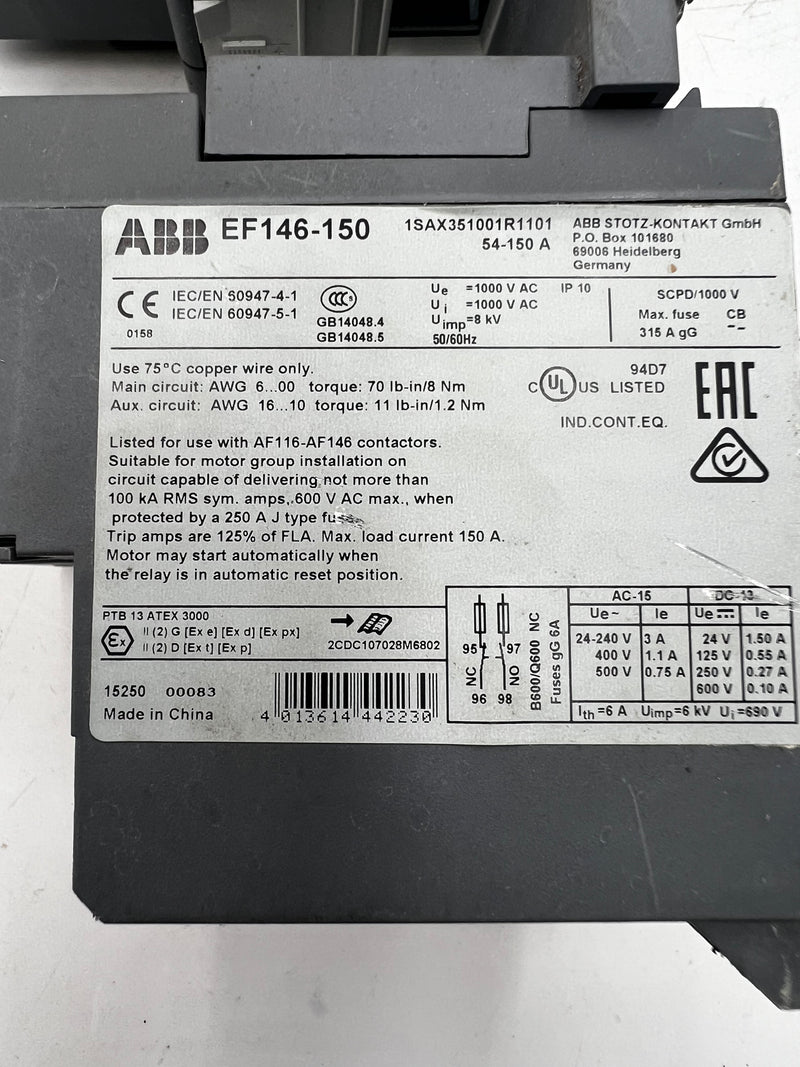 ABB EF146-150 1SAX351001R1101
54-150 A
ABB STOTZ-KONTAKT GmbH
P.O. Box 101680
69006 Heidelberg
Germany
CE IEC/EN 60947-4-1
IEC/EN 60947-5-1
0158
CCC S
GB14048.4
GB14048.5
Ue =1000 V AC IP 10
Ui =1000 V AC
Uimp=8 kV
50/60Hz
SCPD/1000 V
Max. fuse CB
315 A gG --
Use 75°C copper wire only.
Main circuit: AWG 6...00 torque: 70 lb-in/8 Nm
Aux. circuit: AWG 16...10 torque: 11 lb-in/1.2 Nm
C UL US LISTED
94D7
IND.CONT.EQ.
EAC
Listed for use with AF116-AF146 contactors.
Suitable for motor group installation on
circuit capable of delivering not more than
100 kA RMS sym. amps, 600 V AC max., when
protected by a 250 A J type
Trip amps are 125% of FLA. Max. load current 150 A.
Motor may start automatically when
the relay is in automatic reset position.
PTB 13 ATEX 3000
Ex II (2) G [Ex e] [Ex d] [Ex px]
II (2) D [Ex t] [Ex p]
2CDC107028M6802
15250 00083
Made in China
4 013614 442230
95 97
NC NO
96 98
B600/Q600 NC
Fuses gG 6A
AC-15 DC-13
Ue~ Ie Ue Ie
24-240 V 3 A 24 V 1.50 A
400 V 1.1 A 125 V 0.55 A
500 V 0.75 A 250 V 0.27 A
600 V 0.10 A
Ith=6 A Uimp=6 kV Ui=690 V